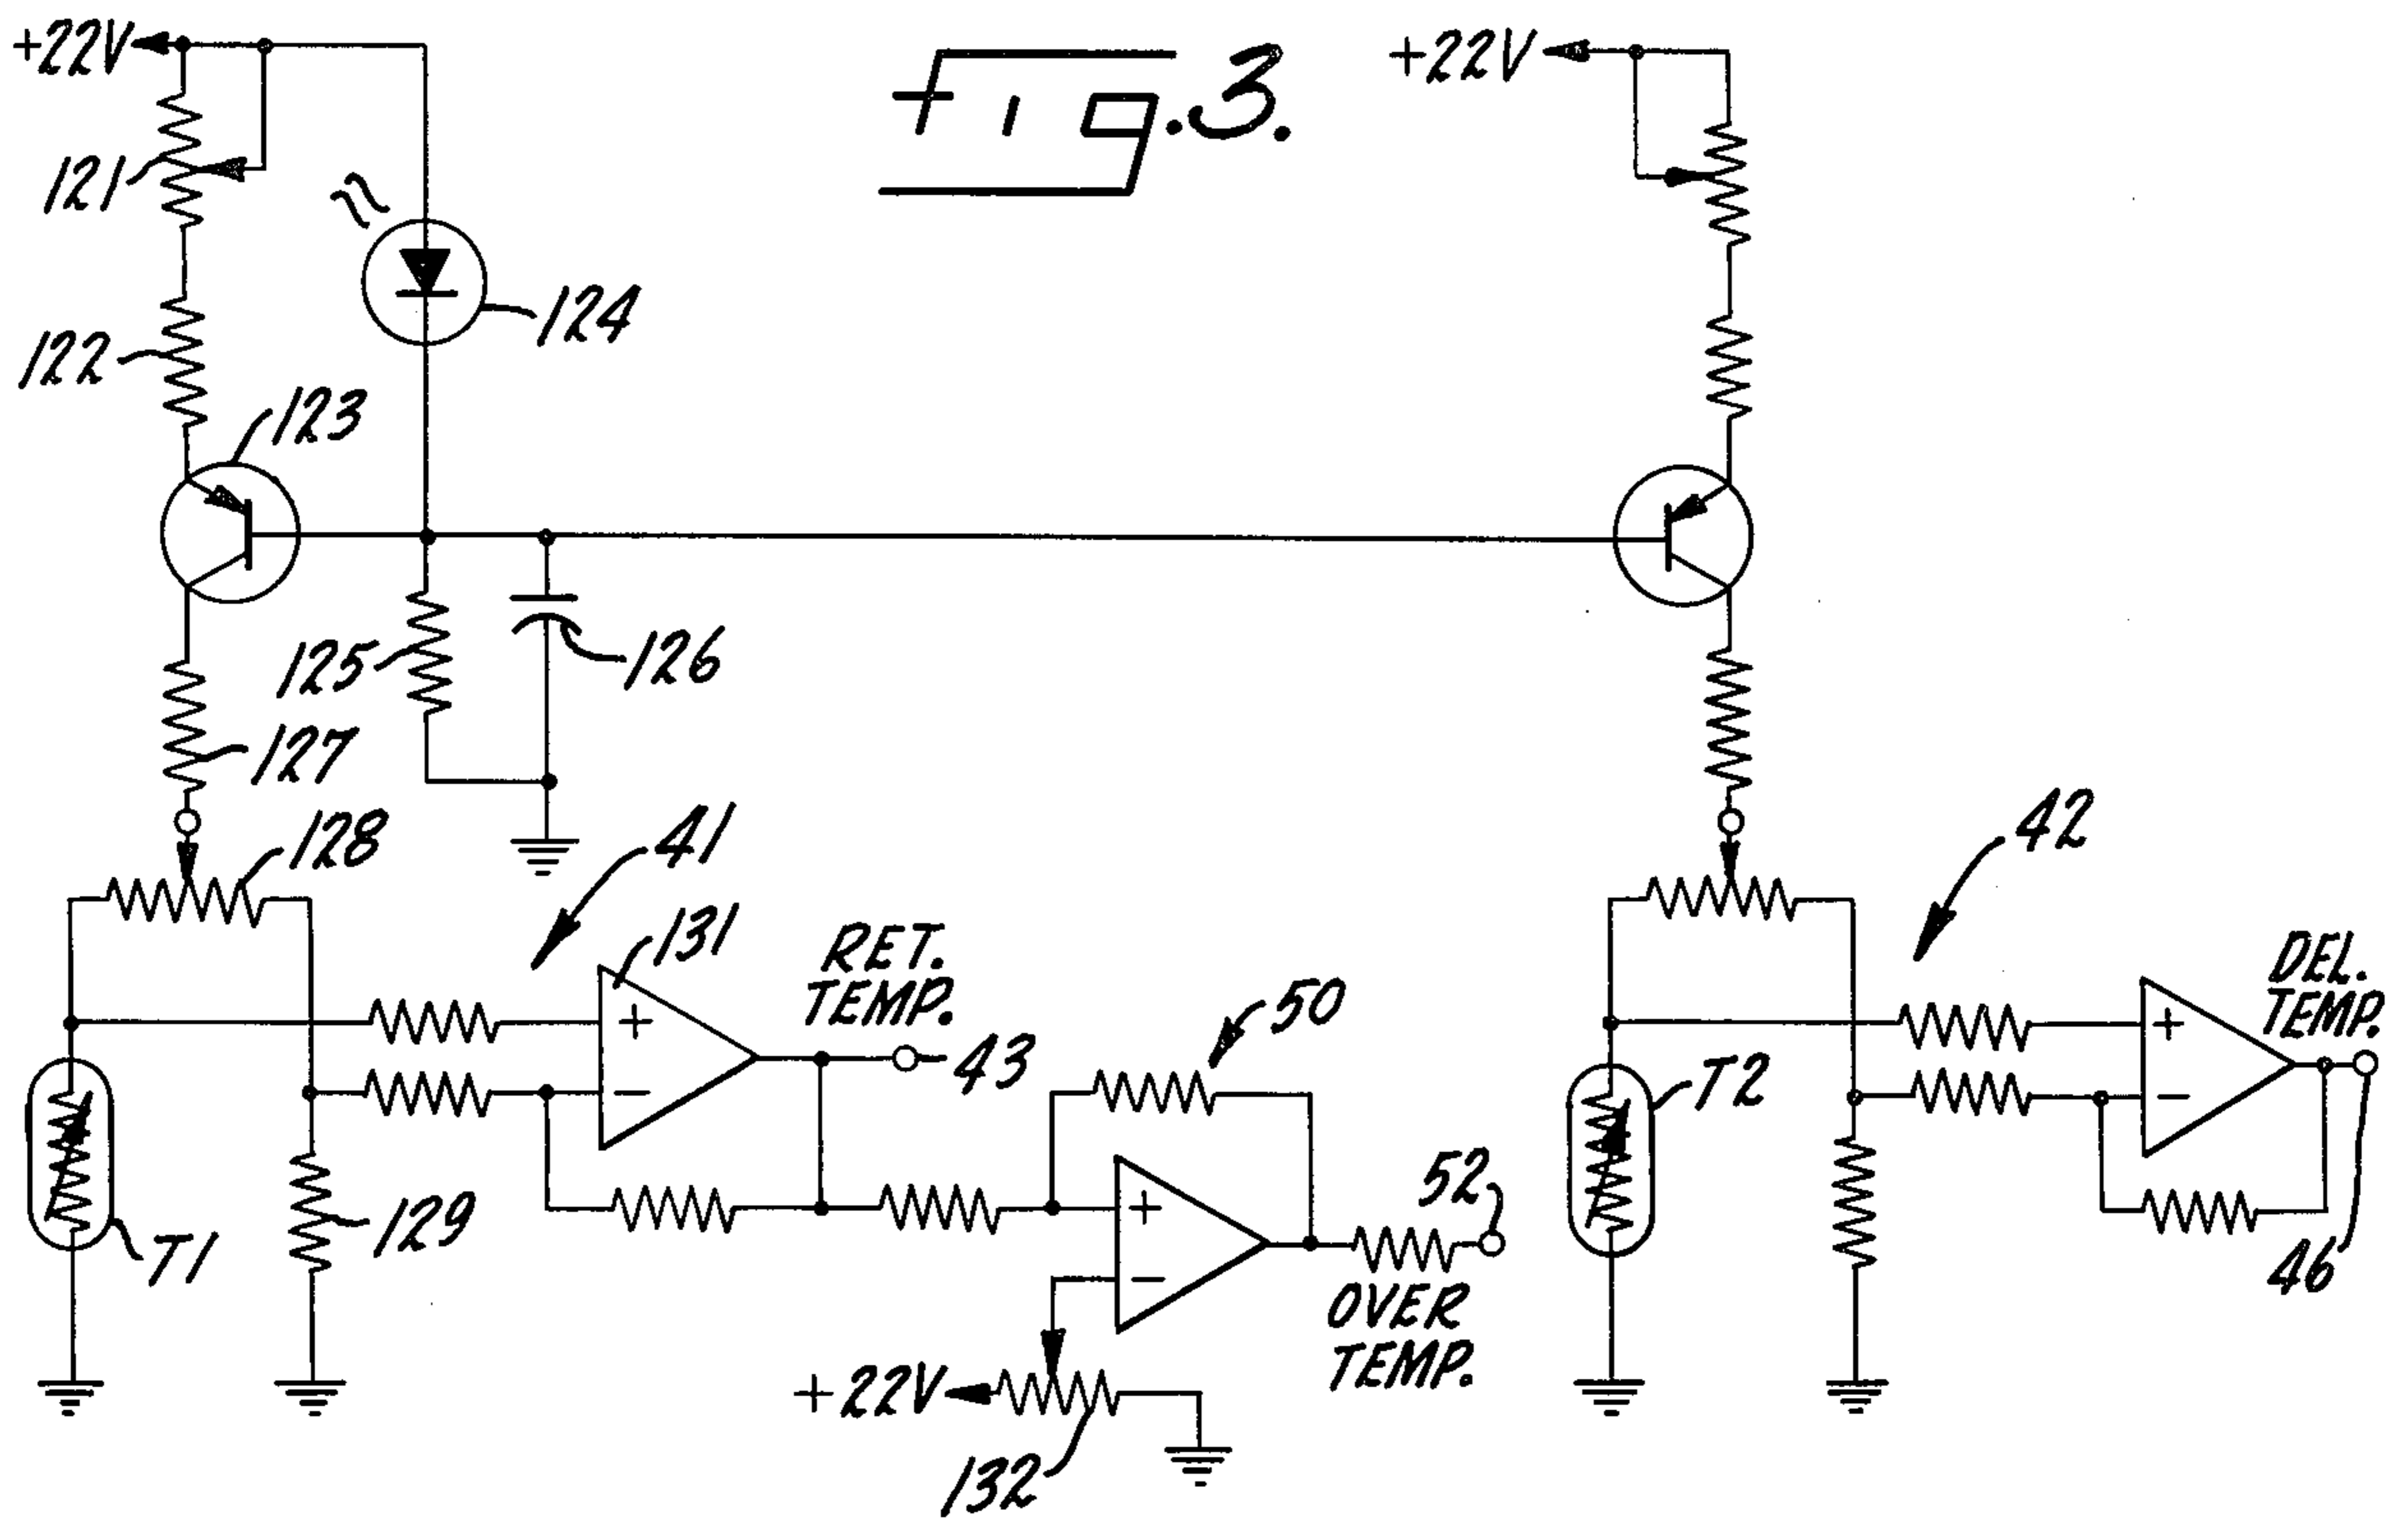 +22V
Fig. 3.
+22V
121
124
122
123
125
126
127
128
41
42
131
RET.
TEMP.
DEL.
TEMP.
+
50
+
43
T2
−
−
52
129
+
T1
46
−
OVER
TEMP.
+22V
132